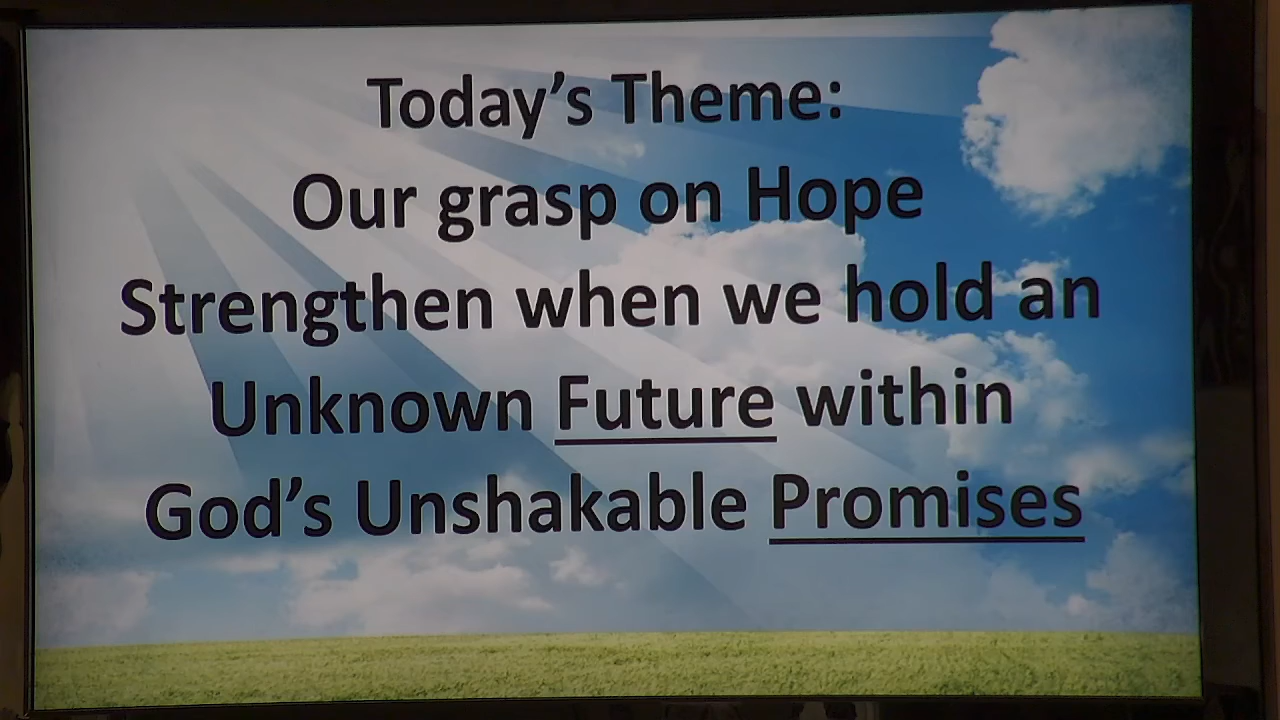 Today’s Theme:
Our grasp on Hope
Strengthen when we hold an
Unknown Future within
God’s Unshakable Promises